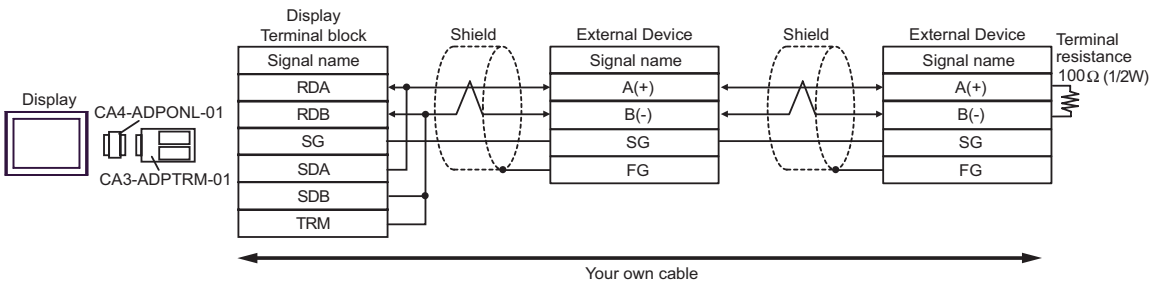 Display
CA4-ADPONL-01
CA3-ADPTRM-01
Display
Terminal block
Signal name
RDA
RDB
SG
SDA
SDB
TRM
Shield
External Device
Signal name
A(+)
B(-)
SG
FG
Shield
External Device
Signal name
A(+)
B(-)
SG
FG
Terminal
resistance
100Ω (1/2W)
Your own cable